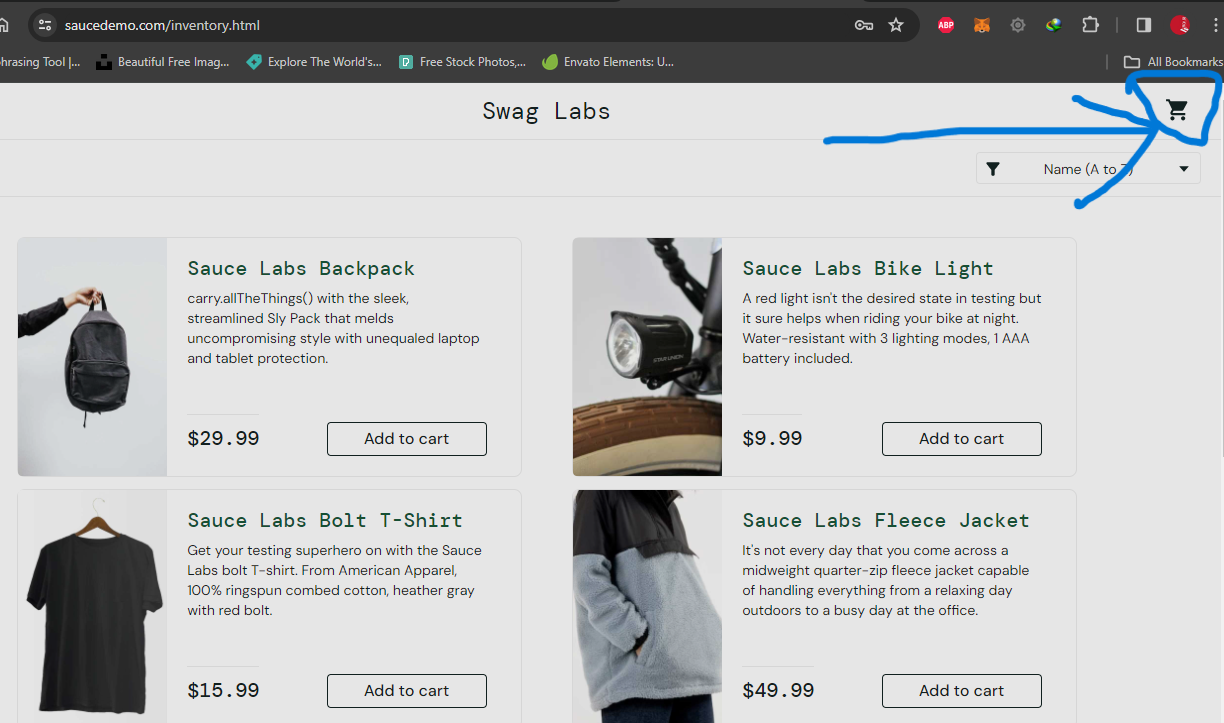 saucedemo.com/inventory.html
ABP
hrasing Tool |... Beautiful Free Imag... Explore The World's... Free Stock Photos,... Envato Elements: U... All Bookmarks
Swag Labs
Name (A to Z)
Sauce Labs Backpack
carry.allTheThings() with the sleek,
streamlined Sly Pack that melds
uncompromising style with unequaled laptop
and tablet protection.
$29.99
Add to cart
Sauce Labs Bike Light
A red light isn't the desired state in testing but
it sure helps when riding your bike at night.
Water-resistant with 3 lighting modes, 1 AAA
battery included.
$9.99
Add to cart
Sauce Labs Bolt T-Shirt
Get your testing superhero on with the Sauce
Labs bolt T-shirt. From American Apparel,
100% ringspun combed cotton, heather gray
with red bolt.
$15.99
Add to cart
Sauce Labs Fleece Jacket
It's not every day that you come across a
midweight quarter-zip fleece jacket capable
of handling everything from a relaxing day
outdoors to a busy day at the office.
$49.99
Add to cart